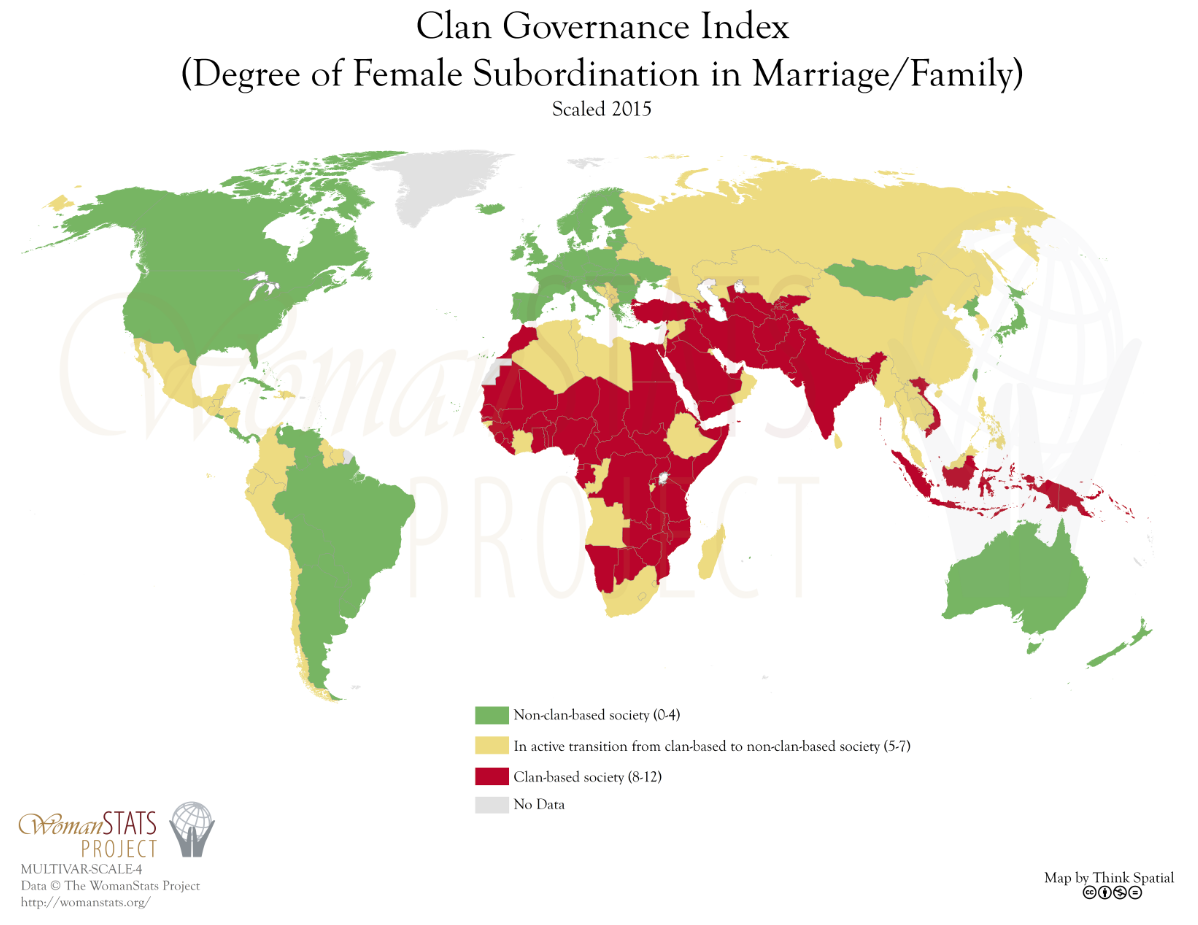 Clan Governance Index
(Degree of Female Subordination in Marriage/Family)
Scaled 2015
WomanSTATS
PROJECT
Non-clan-based society (0-4)
In active transition from clan-based to non-clan-based society (5-7)
Clan-based society (8-12)
No Data
WomanSTATS
PROJECT
MULTIVAR-SCALE-4
Data © The WomanStats Project
http://womanstats.org/
Map by Think Spatial